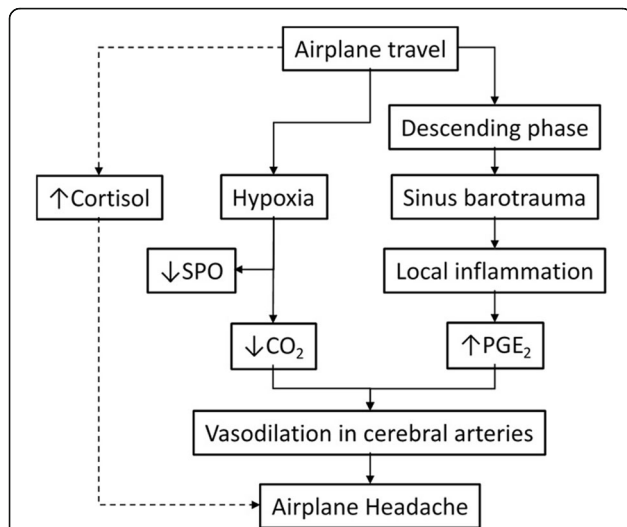 Airplane travel
Descending phase
↑Cortisol
Hypoxia
Sinus barotrauma
↓SPO
Local inflammation
↓CO₂
↑PGE₂
Vasodilation in cerebral arteries
Airplane Headache